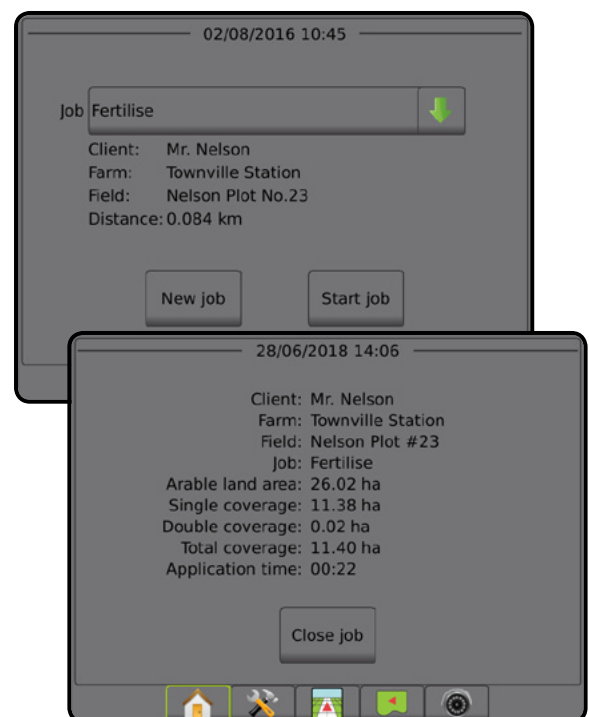 02/08/2016 10:45
Job Fertilise
Client: Mr. Nelson
Farm: Townville Station
Field: Nelson Plot No.23
Distance: 0.084 km
New job Start job
28/06/2018 14:06
Client: Mr. Nelson
Farm: Townville Station
Field: Nelson Plot #23
Job: Fertilise
Arable land area: 26.02 ha
Single coverage: 11.38 ha
Double coverage: 0.02 ha
Total coverage: 11.40 ha
Application time: 00:22
Close job